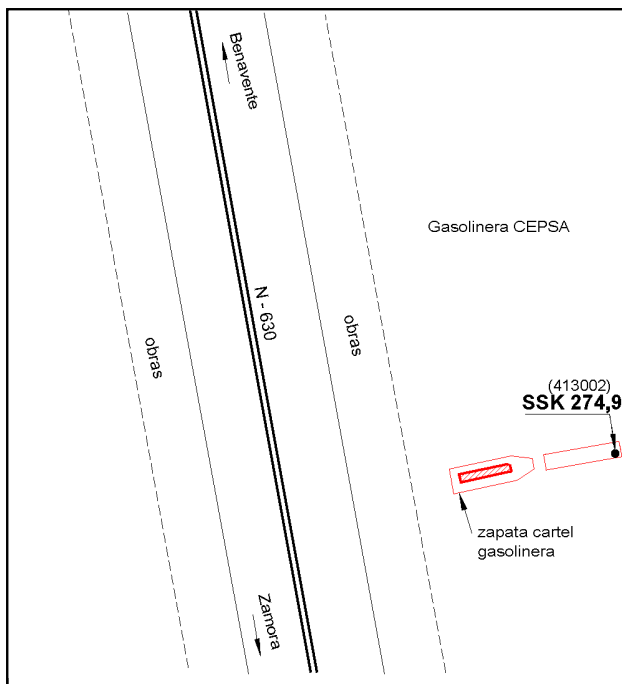 Benavente
Gasolinera CEPSA
N - 630
obras
obras
(413002)
SSK 274,9
zapata cartel
gasolinera
Zamora